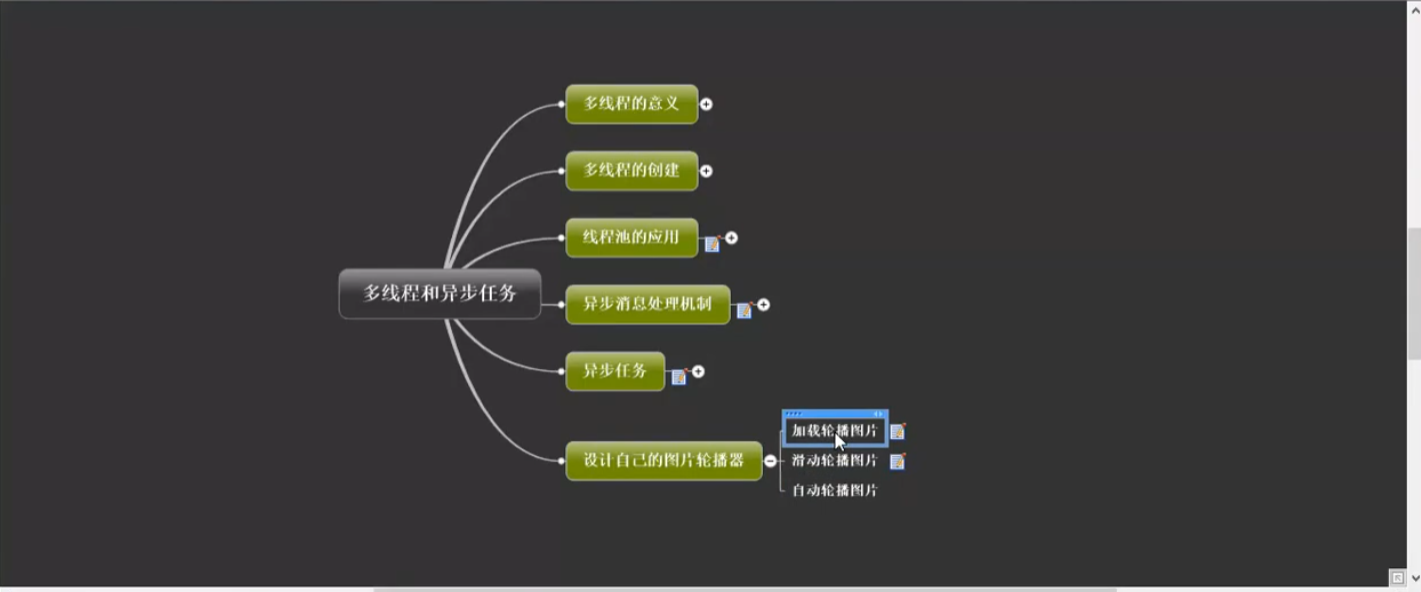 多线程的意义
多线程的创建
线程池的应用
多线程和异步任务
异步消息处理机制
异步任务
设计自己的图片轮播器
加载轮播图片
滑动轮播图片
自动轮播图片